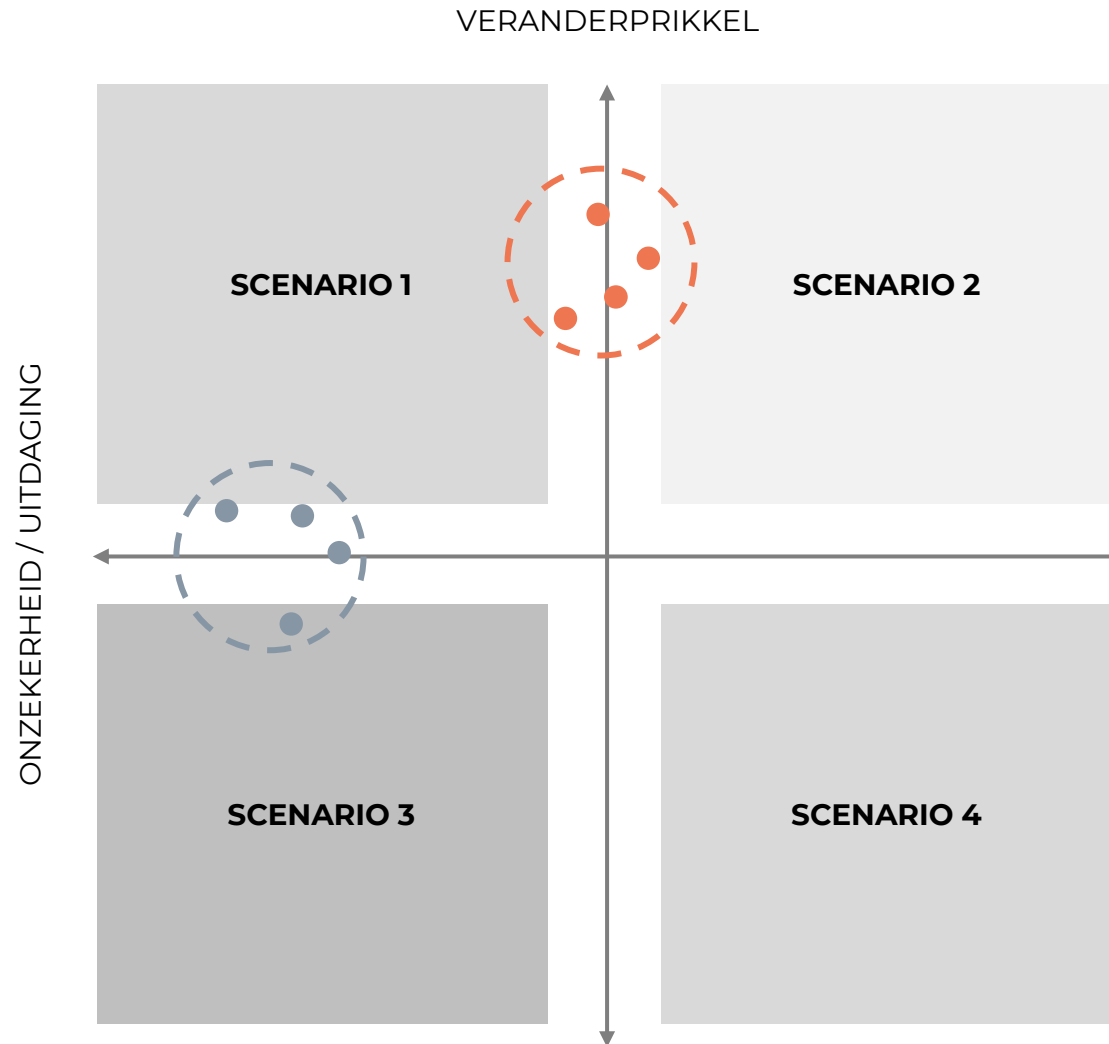 VERANDERPRIKKEL
SCENARIO 1
SCENARIO 2
ONZEKERHEID / UITDAGING
SCENARIO 3
SCENARIO 4